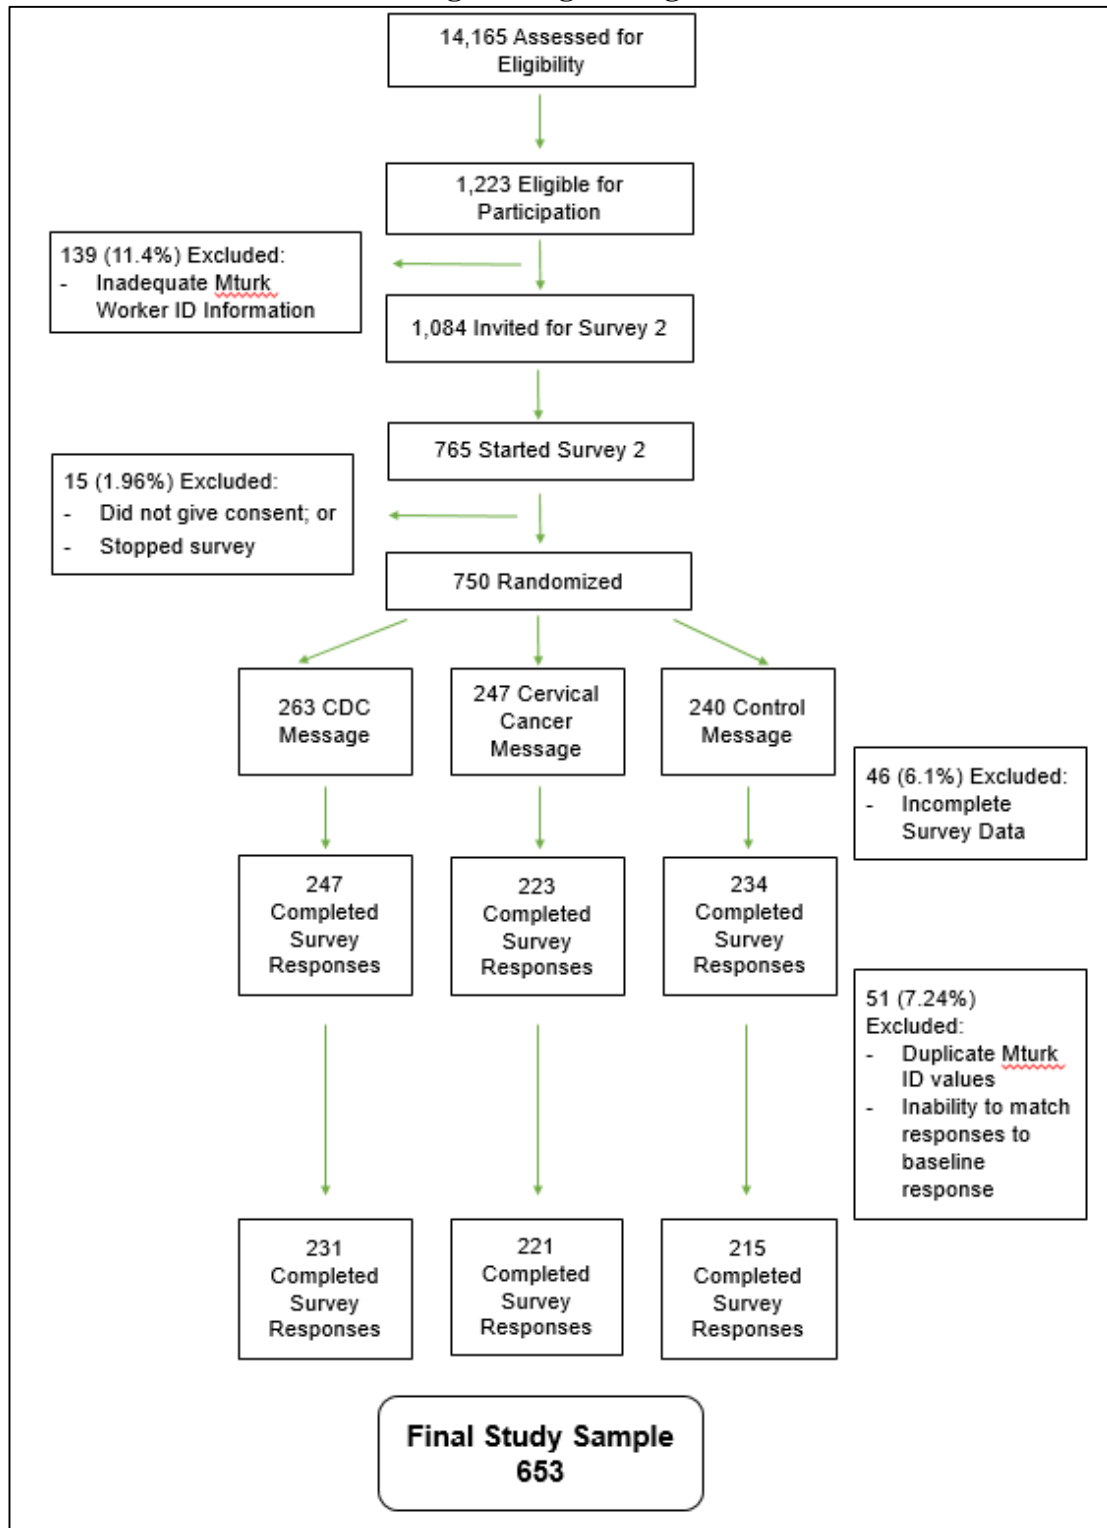 14,165 Assessed for
Eligibility
1,223 Eligible for
Participation
139 (11.4%) Excluded:
- Inadequate Mturk
Worker ID Information
1,084 Invited for Survey 2
765 Started Survey 2
15 (1.96%) Excluded:
- Did not give consent; or
- Stopped survey
750 Randomized
263 CDC
Message
247 Cervical
Cancer
Message
240 Control
Message
46 (6.1%) Excluded:
- Incomplete
Survey Data
247
Completed
Survey
Responses
223
Completed
Survey
Responses
234
Completed
Survey
Responses
51 (7.24%)
Excluded:
- Duplicate Mturk
ID values
- Inability to match
responses to
baseline
response
231
Completed
Survey
Responses
221
Completed
Survey
Responses
215
Completed
Survey
Responses
Final Study Sample
653